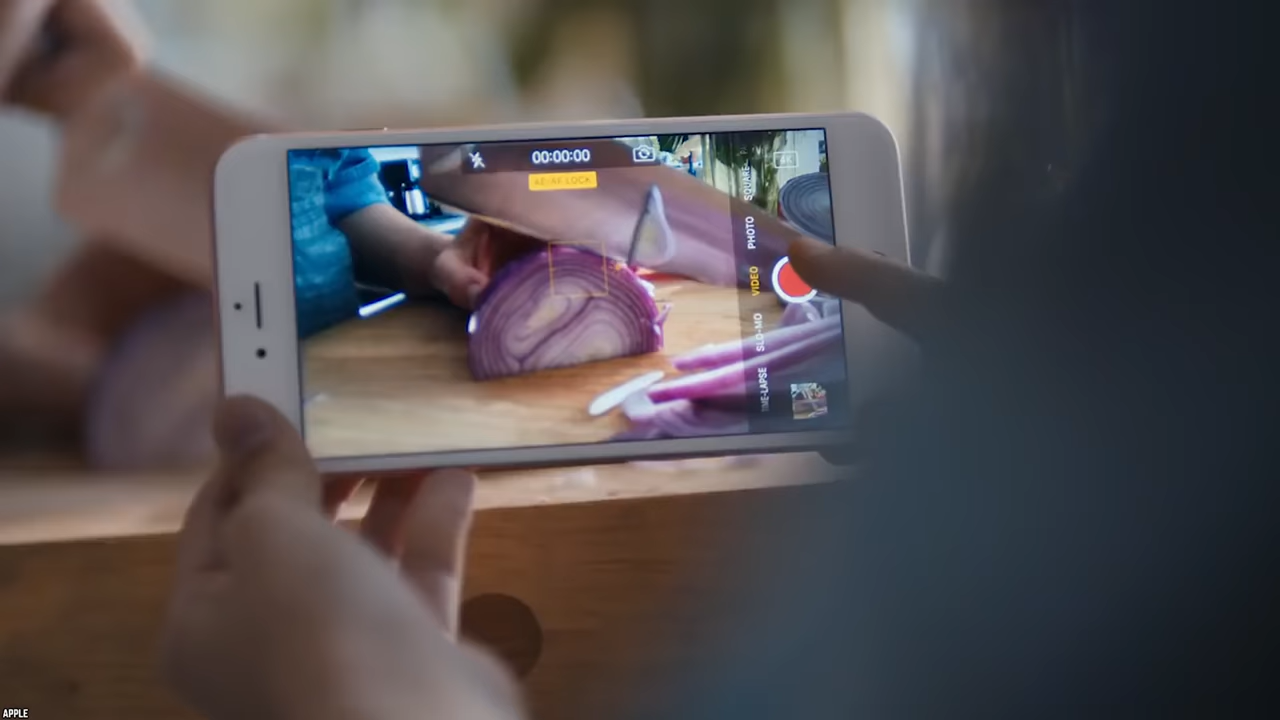 00:00:00
AE/AF LOCK
4K
SQUARE
PHOTO
VIDEO
SLO-MO
TIME-LAPSE
APPLE